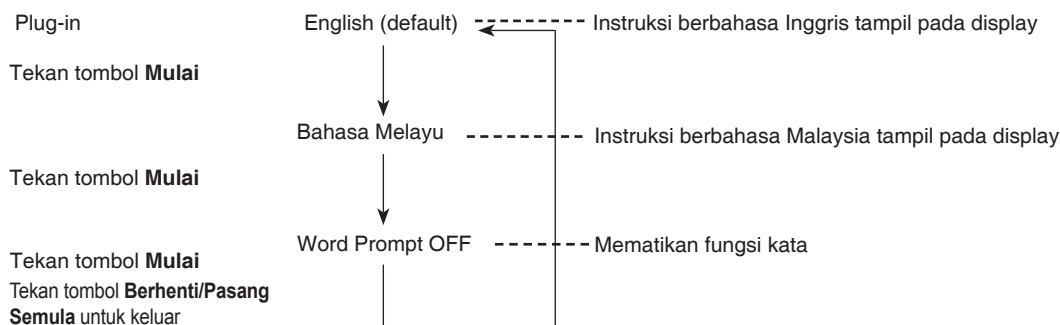 Plug-in
English (default)
Instruksi berbahasa Inggris tampil pada display
Tekan tombol Mulai
Bahasa Melayu
Instruksi berbahasa Malaysia tampil pada display
Tekan tombol Mulai
Word Prompt OFF
Mematikan fungsi kata
Tekan tombol Mulai
Tekan tombol Berhenti/Pasang
Semula untuk keluar